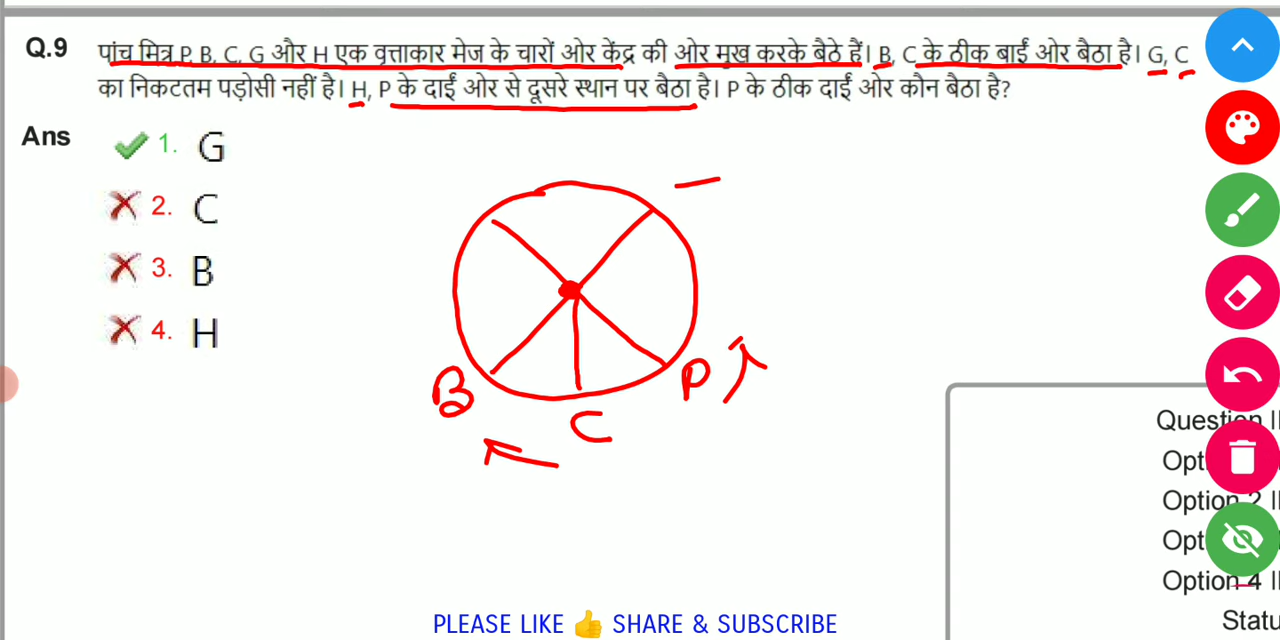 Q.9 पांच मित्र P, B, C, G और H एक वृत्ताकार मेज के चारों ओर केंद्र की ओर मुख करके बैठे हैं। B, C के ठीक बाईं ओर बैठा है। G, C
का निकटतम पड़ोसी नहीं है। H, P के दाईं ओर से दूसरे स्थान पर बैठा है। P के ठीक दाईं ओर कौन बैठा है?
Ans 1. G
2. C
3. B
4. H
B
C
P
Question
Option 2
Option 4
PLEASE LIKE 👍 SHARE & SUBSCRIBE